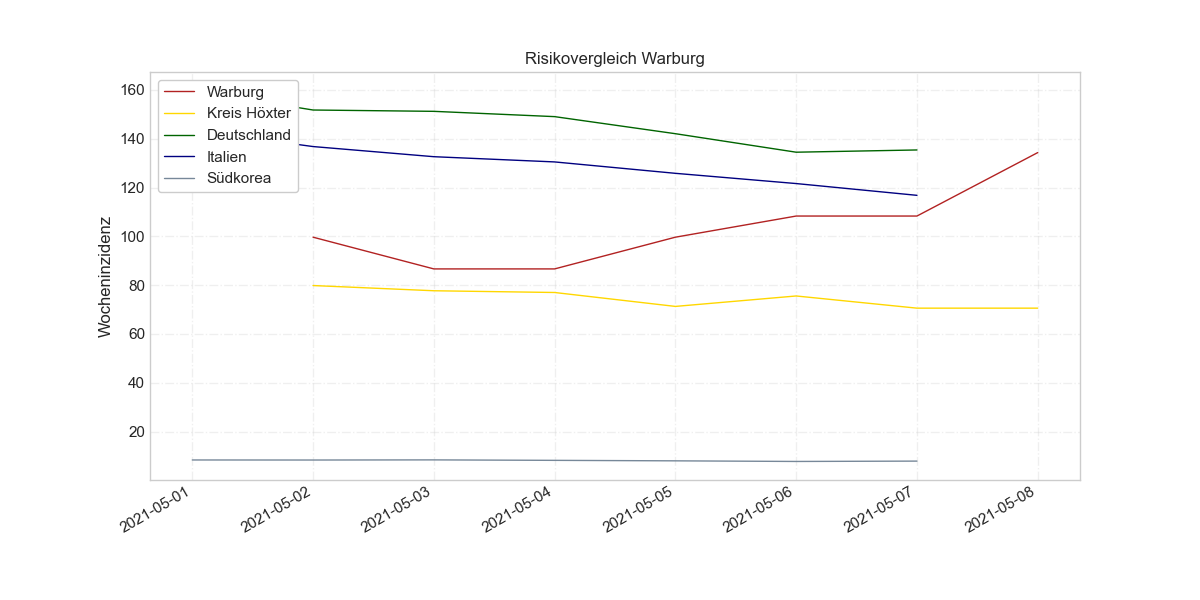 Risikovergleich Warburg
Warburg
Kreis Höxter
Deutschland
Italien
Südkorea
Wocheninzidenz
160
140
120
100
80
60
40
20
2021-05-01
2021-05-02
2021-05-03
2021-05-04
2021-05-05
2021-05-06
2021-05-07
2021-05-08